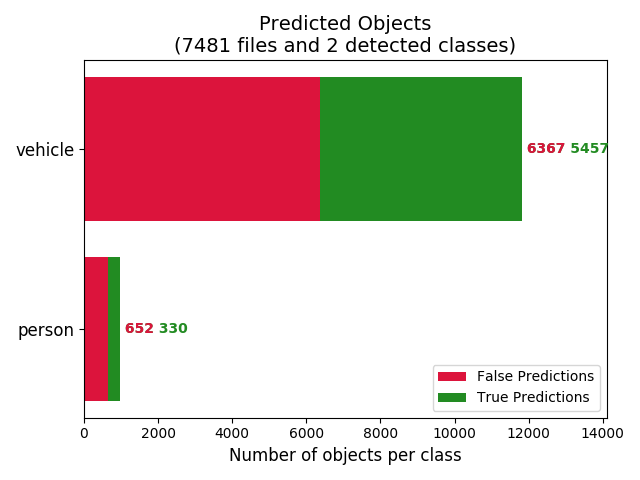 Predicted Objects
(7481 files and 2 detected classes)
vehicle
6367 5457
person
652 330
False Predictions
True Predictions
0 2000 4000 6000 8000 10000 12000 14000
Number of objects per class